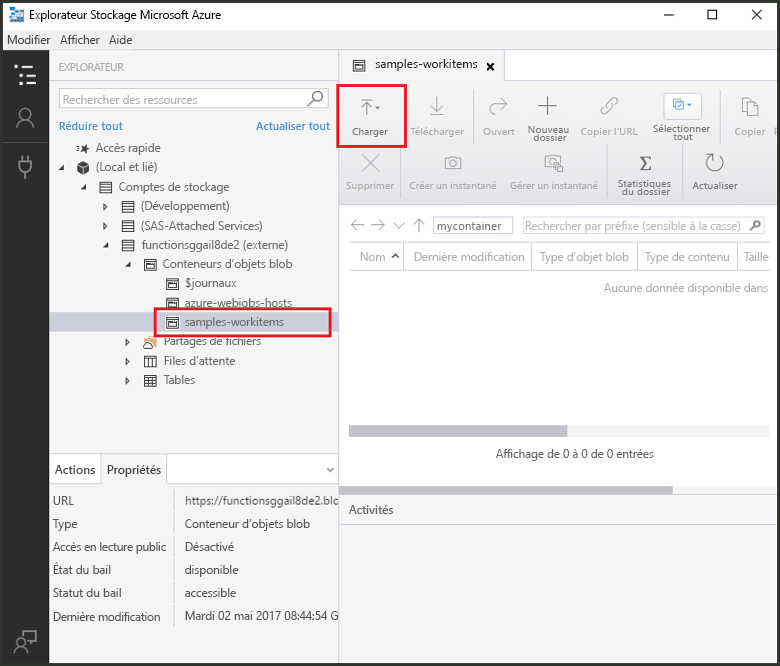 Explorateur Stockage Microsoft Azure
Modifier Afficher Aide
EXPLORATEUR
Rechercher des ressources
Réduire tout Actualiser tout
Accès rapide
(Local et lié)
Comptes de stockage
(Développement)
(SAS-Attached Services)
functionsggail8de2 (externe)
Conteneurs d'objets blob
$journaux
azure-webjobs-hosts
samples-workitems
Partages de fichiers
Files d'attente
Tables
Actions Propriétés
URL https://functionsggail8de2.blo
Type Conteneur d'objets blob
Accès en lecture public Désactivé
État du bail disponible
Statut du bail accessible
Dernière modification Mardi 02 mai 2017 08:44:54 G
samples-workitems
Charger Télécharger Ouvert Nouveau dossier Copier l'URL Sélectionner tout Copier
Supprimer Créer un instantané Gérer un instantané Statistiques du dossier Actualiser
mycontainer Rechercher par préfixe (sensible à la casse)
Nom Dernière modification Type d'objet blob Type de contenu Taille
Aucune donnée disponible dans
Affichage de 0 à 0 de 0 entrées
Activités